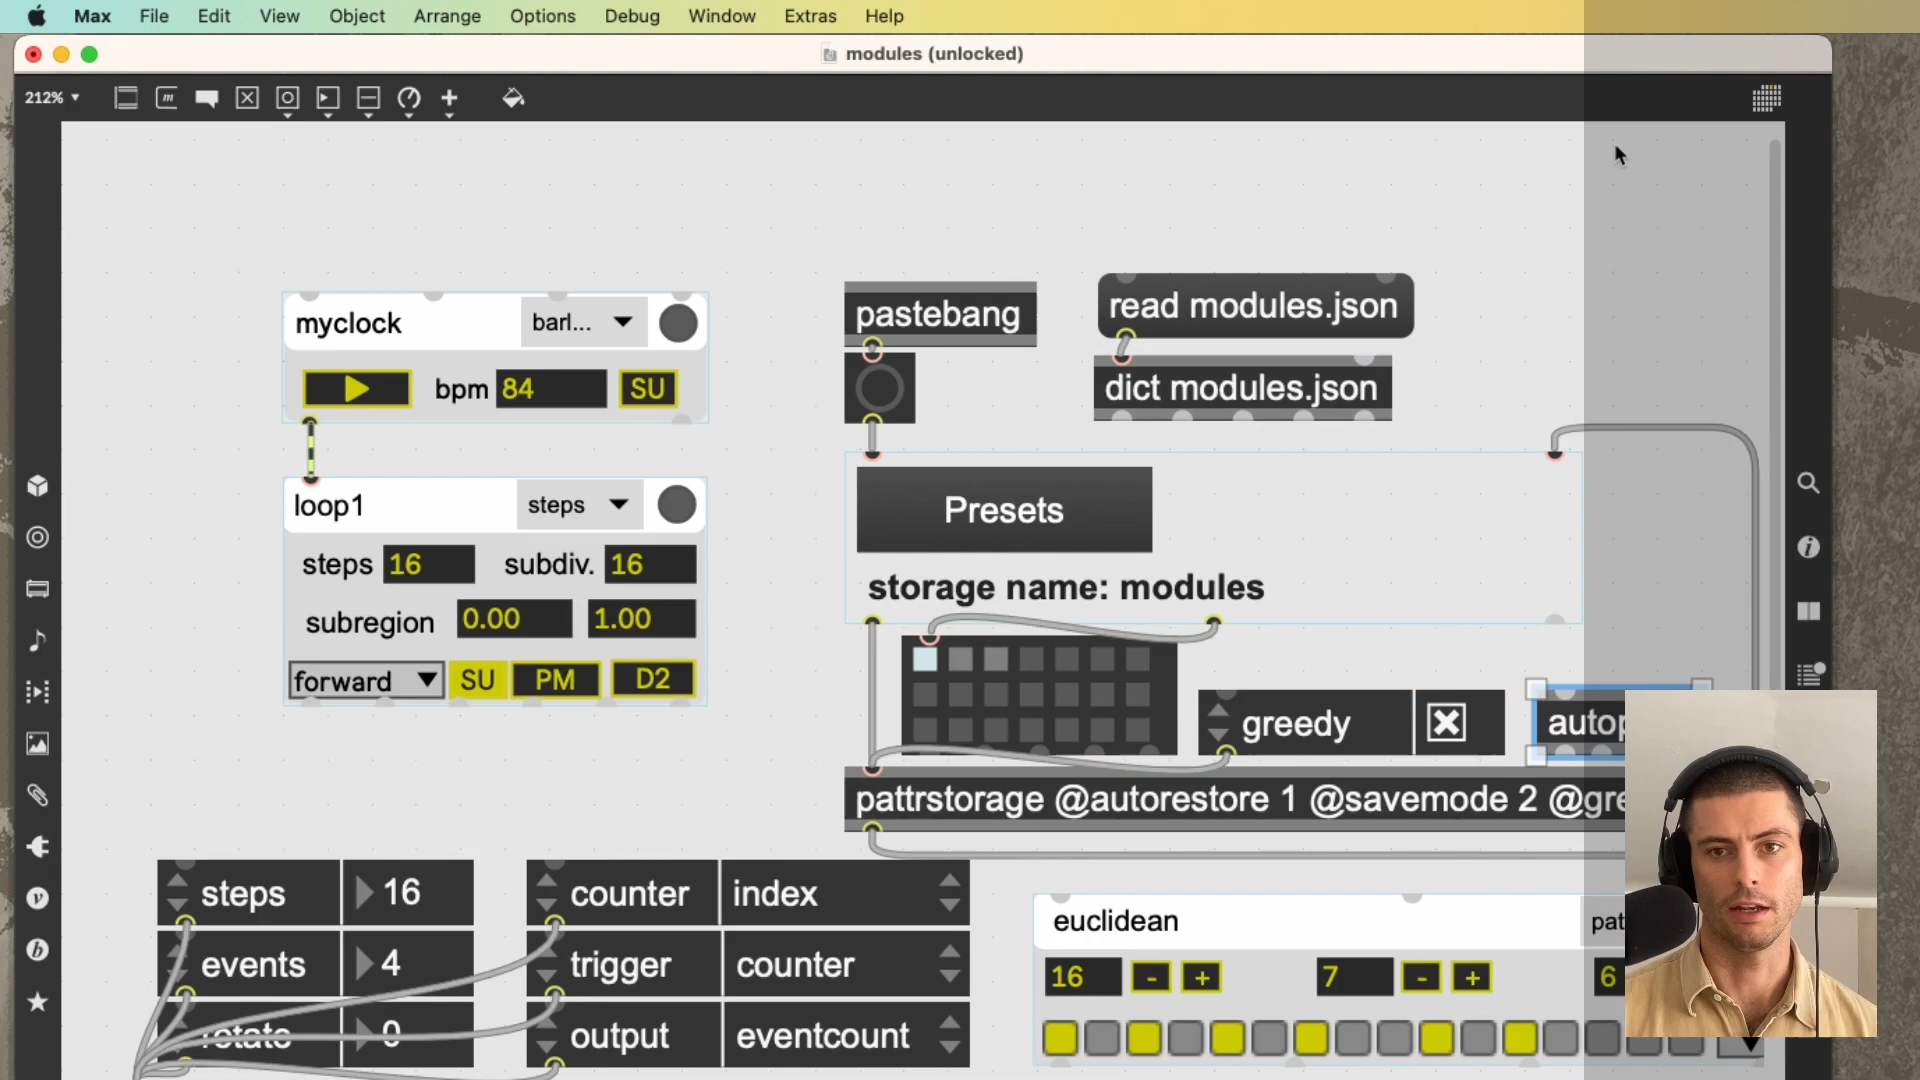 Max File Edit View Object Arrange Options Debug Window Extras Help
modules (unlocked)
212%
myclock barl...
bpm 84 SU
loop1 steps
steps 16 subdiv. 16
subregion 0.00 1.00
forward SU PM D2
pastebang
read modules.json
dict modules.json
Presets
storage name: modules
greedy
autop
pattrstorage @autorestore 1 @savemode 2 @gre
steps 16
events 4
rotate 0
counter index
trigger counter
output eventcount
euclidean pat
16 - + 7 - + 6